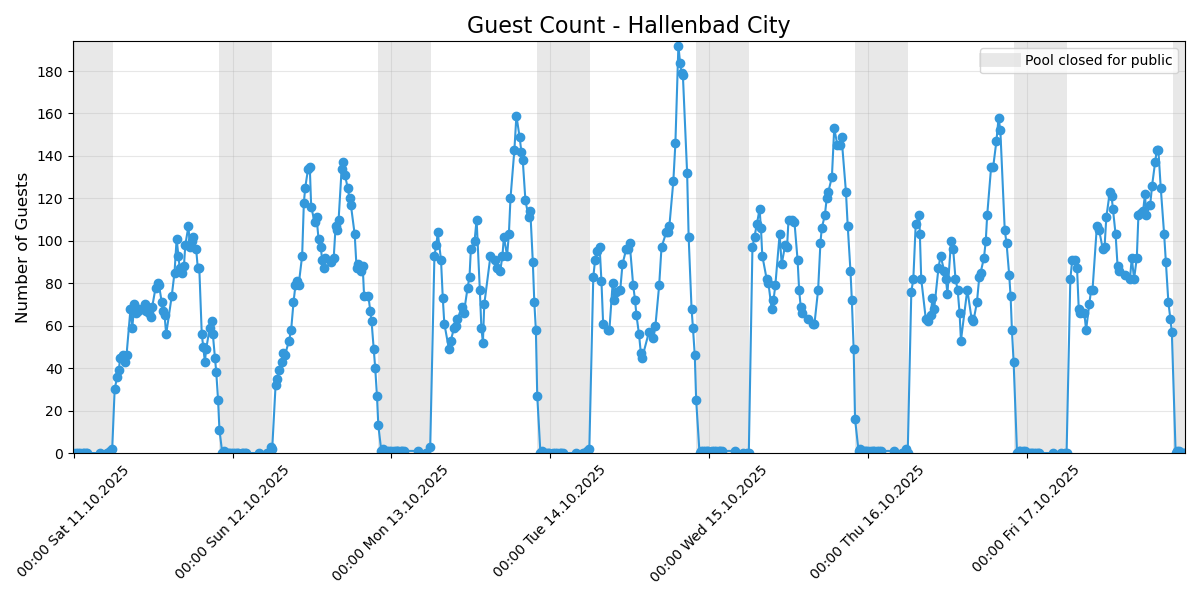 Guest Count - Hallenbad City
Pool closed for public
Number of Guests
180
160
140
120
100
80
60
40
20
0
00:00 Sat 11.10.2025
00:00 Sun 12.10.2025
00:00 Mon 13.10.2025
00:00 Tue 14.10.2025
00:00 Wed 15.10.2025
00:00 Thu 16.10.2025
00:00 Fri 17.10.2025